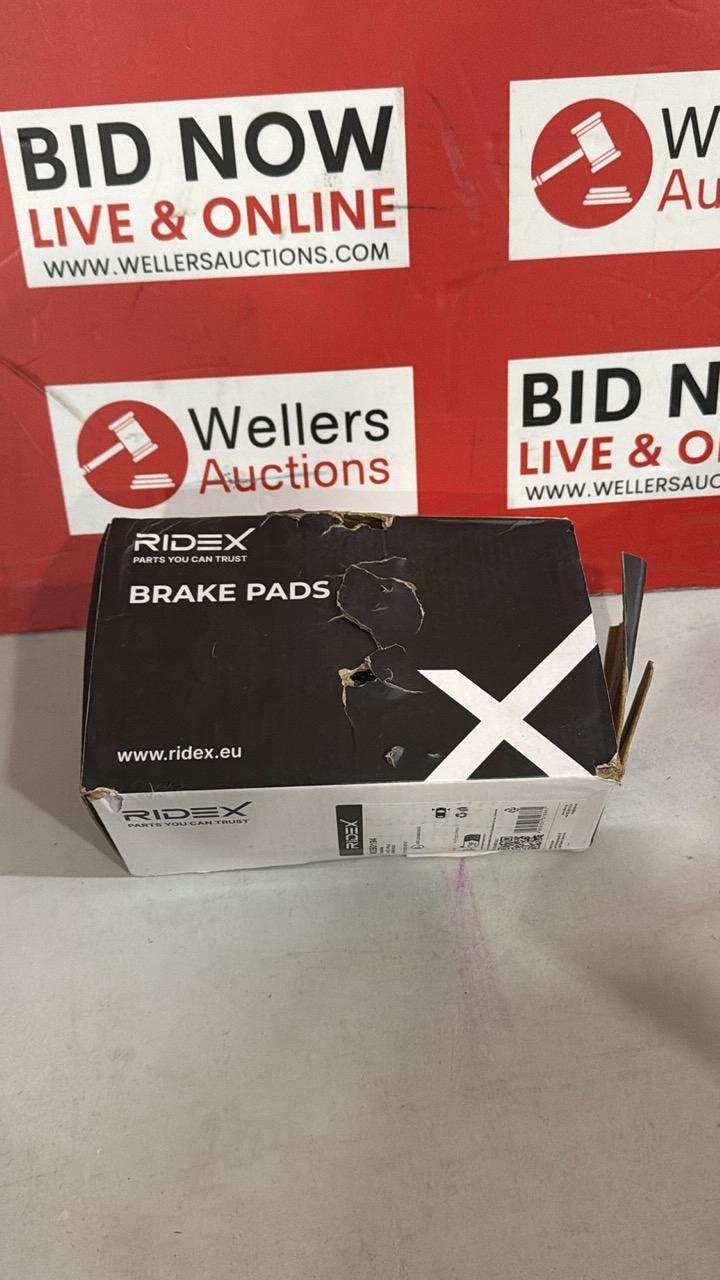 BID NOW
LIVE & ONLINE
WWW.WELLERSAUCTIONS.COM
W
Au
Wellers
Auctions
BID N
LIVE & O
WWW.WELLERSAUC
RIDEX
PARTS YOU CAN TRUST
BRAKE PADS
www.ridex.eu
RIDEX
PARTS YOU CAN TRUST
RIDEX